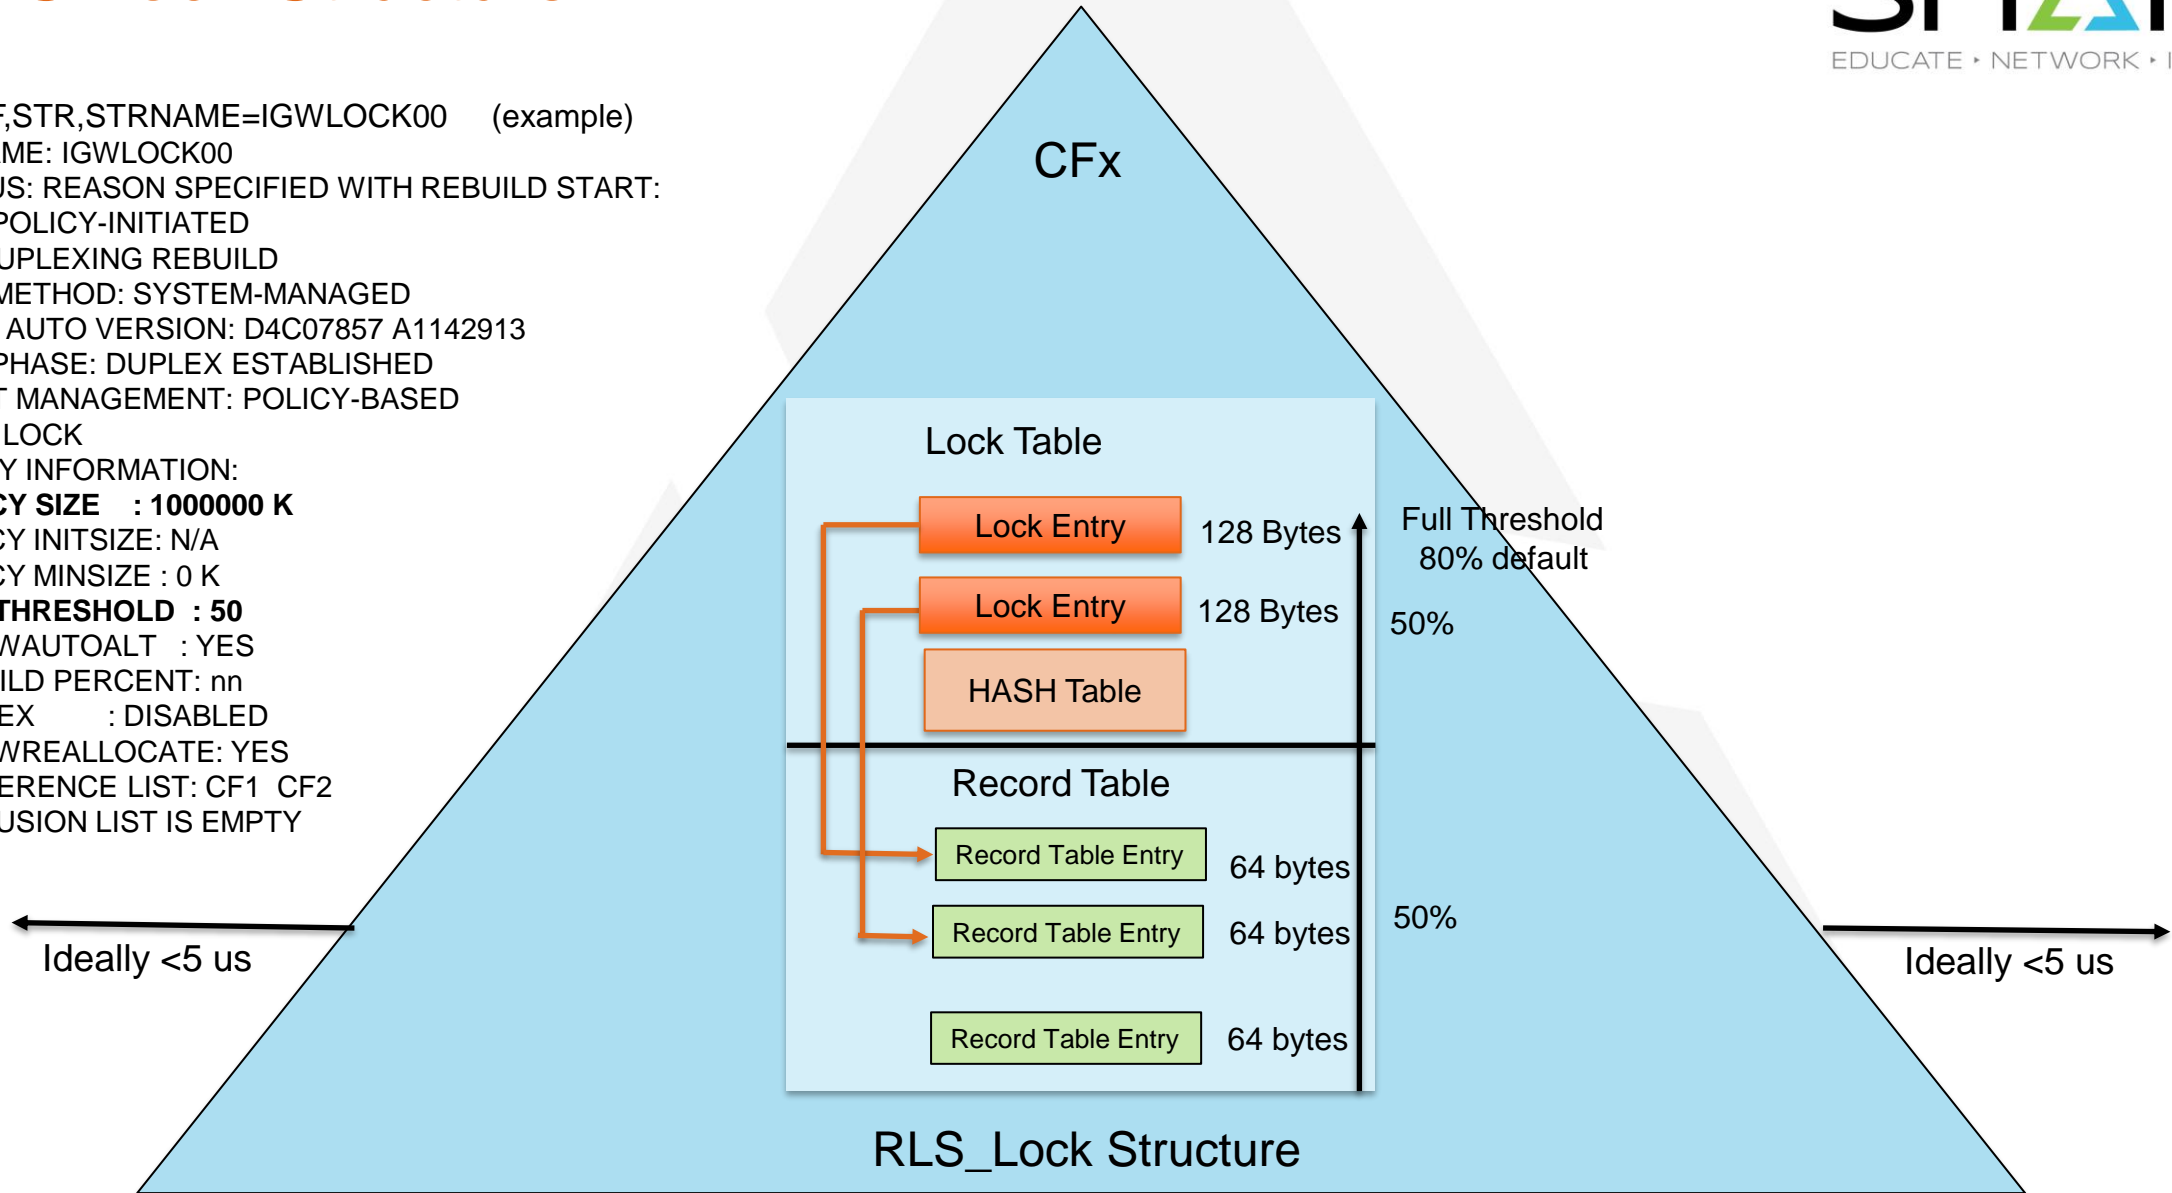 F,STR,STRNAME=IGWLOCK00 (example)
AME: IGWLOCK00
US: REASON SPECIFIED WITH REBUILD START:
POLICY-INITIATED
UPLEXING REBUILD
METHOD: SYSTEM-MANAGED
AUTO VERSION: D4C07857 A1142913
PHASE: DUPLEX ESTABLISHED
T MANAGEMENT: POLICY-BASED
LOCK
Y INFORMATION:
CY SIZE : 1000000 K
CY INITSIZE: N/A
CY MINSIZE : 0 K
THRESHOLD : 50
WAUTOALT : YES
ILD PERCENT: nn
EX : DISABLED
WREALLOCATE: YES
ERENCE LIST: CF1 CF2
USION LIST IS EMPTY
EDUCATE • NETWORK • I
CFx
Lock Table
Lock Entry 128 Bytes
Full Threshold
80% default
Lock Entry 128 Bytes
50%
HASH Table
Record Table
Record Table Entry 64 bytes
Record Table Entry 64 bytes
50%
Record Table Entry 64 bytes
Ideally <5 us
Ideally <5 us
RLS_Lock Structure